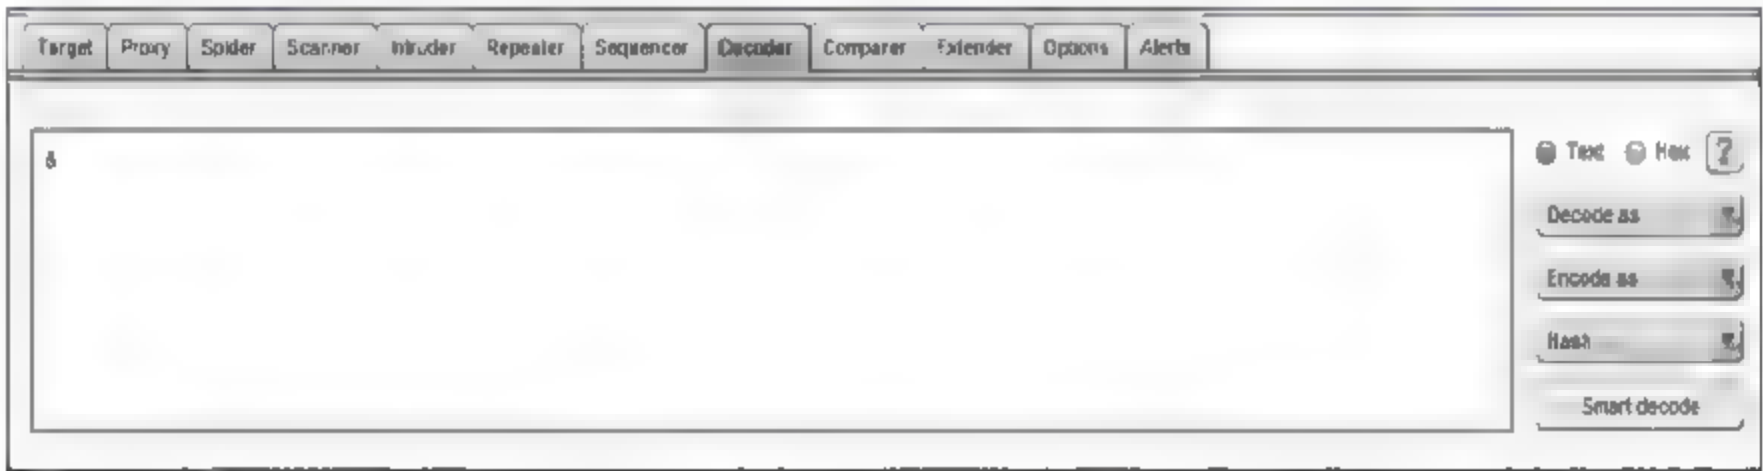 Target Proxy Spider Scanner Intruder Repeater Sequencer Decoder Comparer Extender Options Alerts
Text Hex ?
Decode as
Encode as
Hash ...
Smart decode